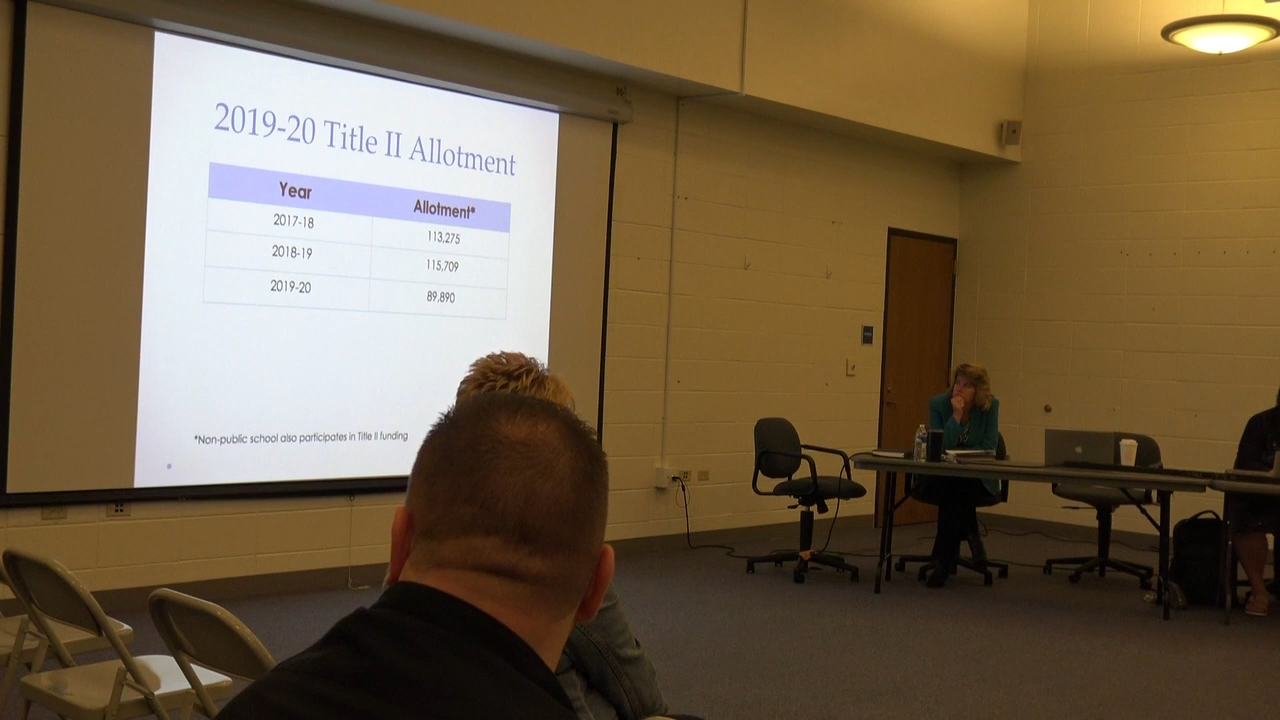 2019-20 Title II Allotment
Year Allotment*
2017-18 113,275
2018-19 115,709
2019-20 89,890
*Non-public school also participates in Title II funding